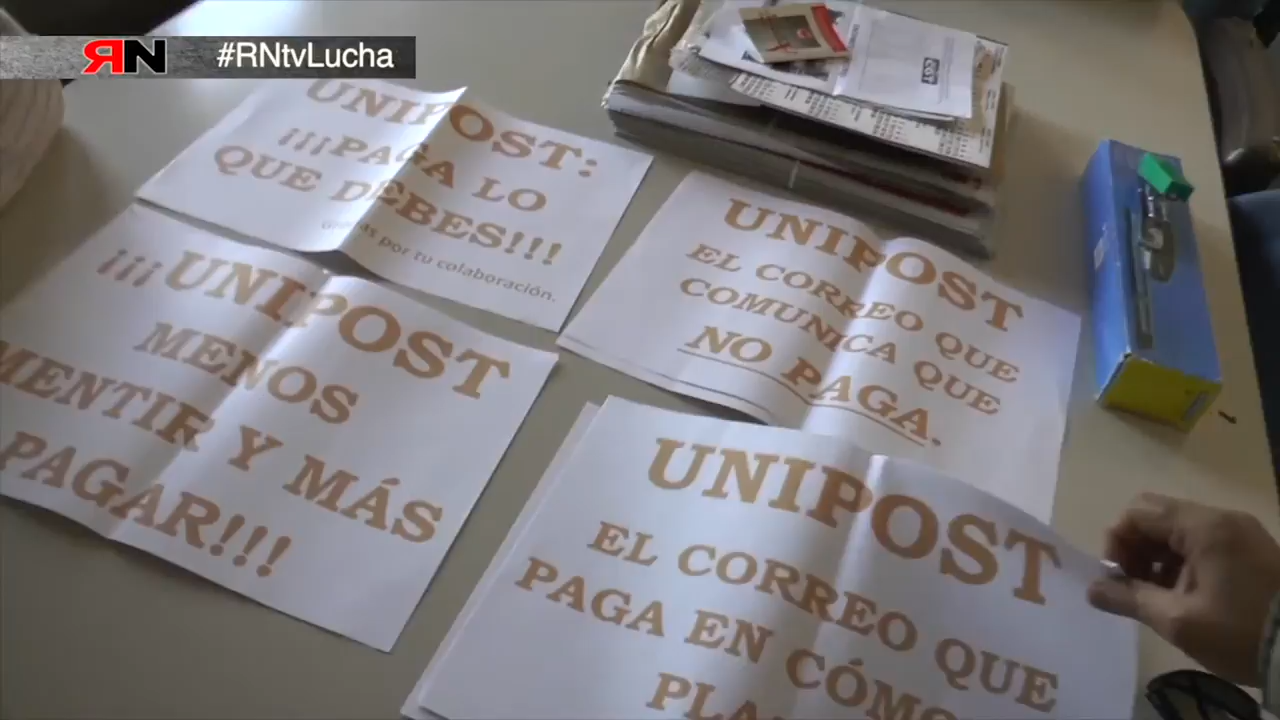 RN #RNtvLucha
UNIPOST:
¡¡¡PAGA LO
QUE DEBES!!!
por tu colaboración.
¡¡¡UNIPOST
MENOS
MENTIR Y MÁS
PAGAR!!!
UNIPOST
EL CORREO QUE
COMUNICA QUE
NO PAGA.
UNIPOST
EL CORREO QUE
PAGA EN
CGT